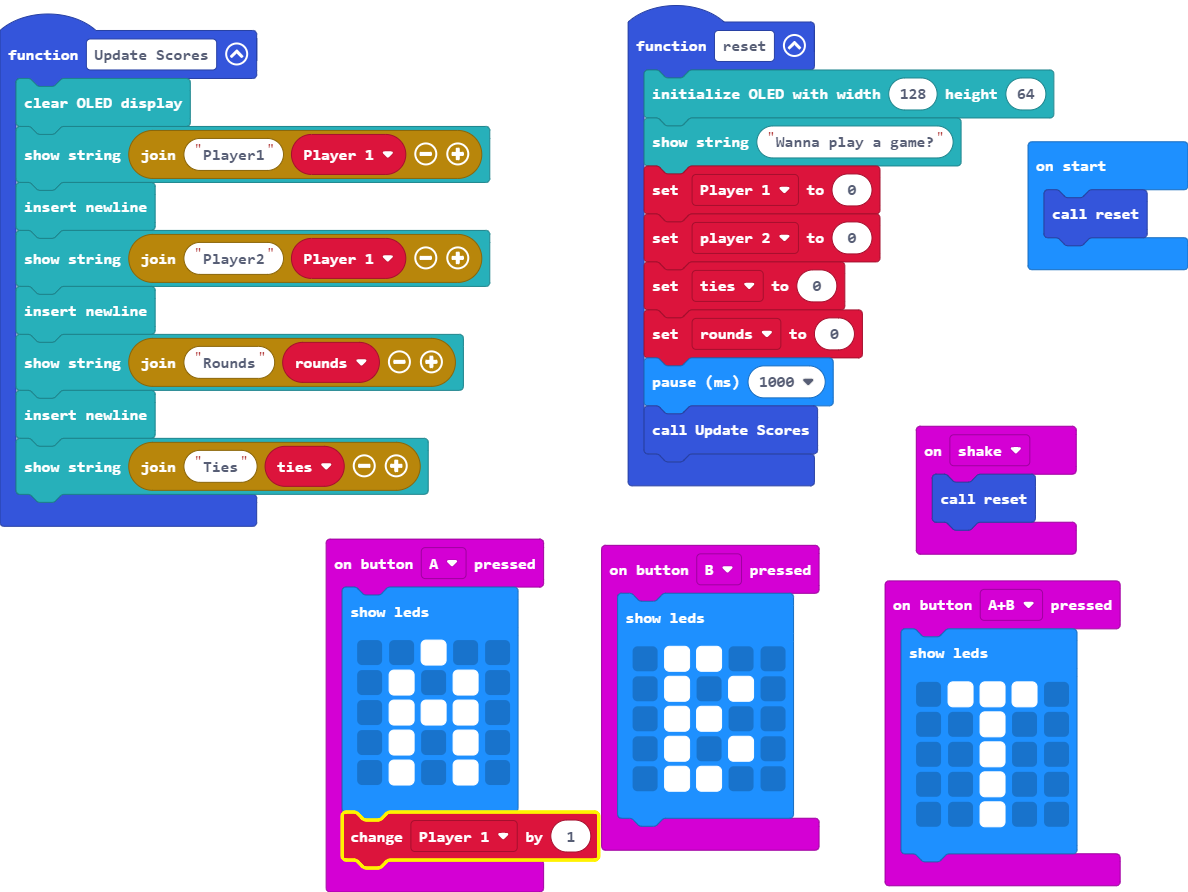 function Update Scores
clear OLED display
show string join "Player1" Player 1
insert newline
show string join "Player2" Player 1
insert newline
show string join "Rounds" rounds
insert newline
show string join "Ties" ties
function reset
initialize OLED with width 128 height 64
show string "Wanna play a game?"
set Player 1 to 0
set player 2 to 0
set ties to 0
set rounds to 0
pause (ms) 1000
call Update Scores
on start
call reset
on shake
call reset
on button A pressed
show leds
change Player 1 by 1
on button B pressed
show leds
on button A+B pressed
show leds